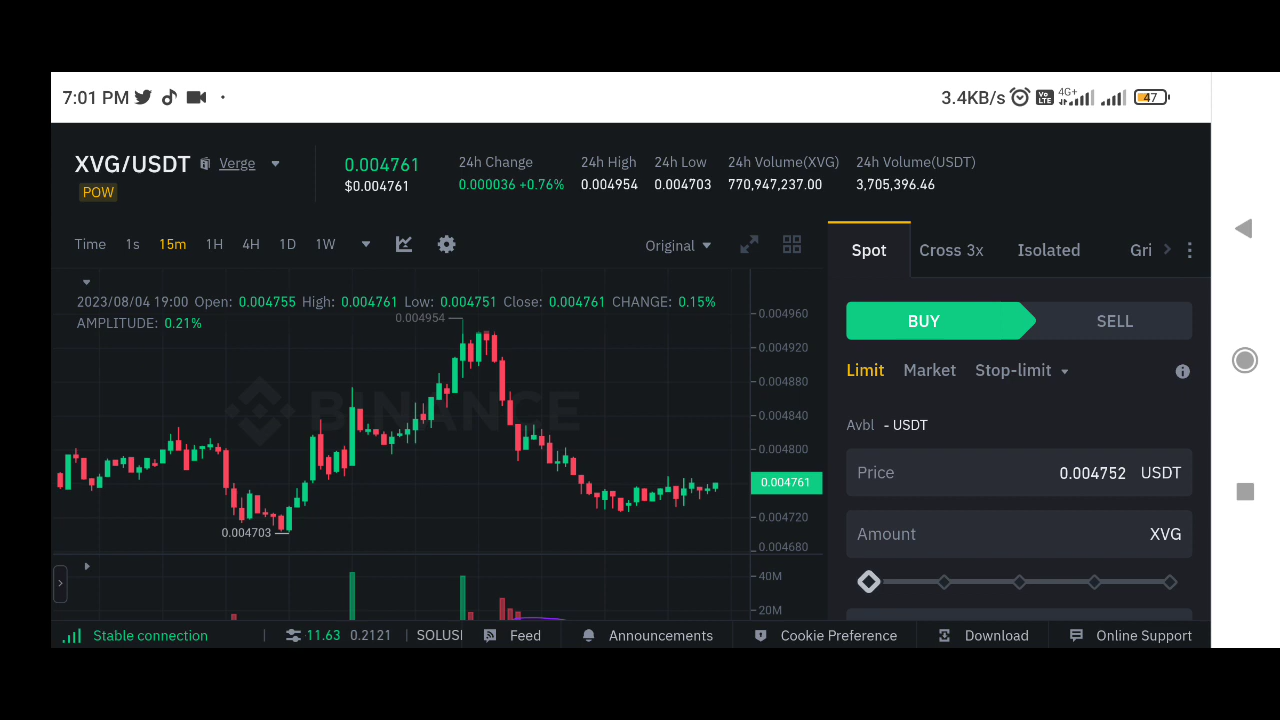 7:01 PM
3.4KB/s Vo LTE 4G+ 47
XVG/USDT Verge
POW
0.004761
$0.004761
24h Change
0.000036 +0.76%
24h High
0.004954
24h Low
0.004703
24h Volume(XVG)
770,947,237.00
24h Volume(USDT)
3,705,396.46
Time 1s 15m 1H 4H 1D 1W
Original
2023/08/04 19:00 Open: 0.004755 High: 0.004761 Low: 0.004751 Close: 0.004761 CHANGE: 0.15%
AMPLITUDE: 0.21%
0.004954
BINANCE
0.004703
0.004960
0.004920
0.004880
0.004840
0.004800
0.004761
0.004720
0.004680
40M
20M
Spot Cross 3x Isolated Gri
BUY SELL
Limit Market Stop-limit
Avbl - USDT
Price 0.004752 USDT
Amount XVG
Stable connection
11.63 0.2121 SOLUSI
Feed
Announcements
Cookie Preference
Download
Online Support